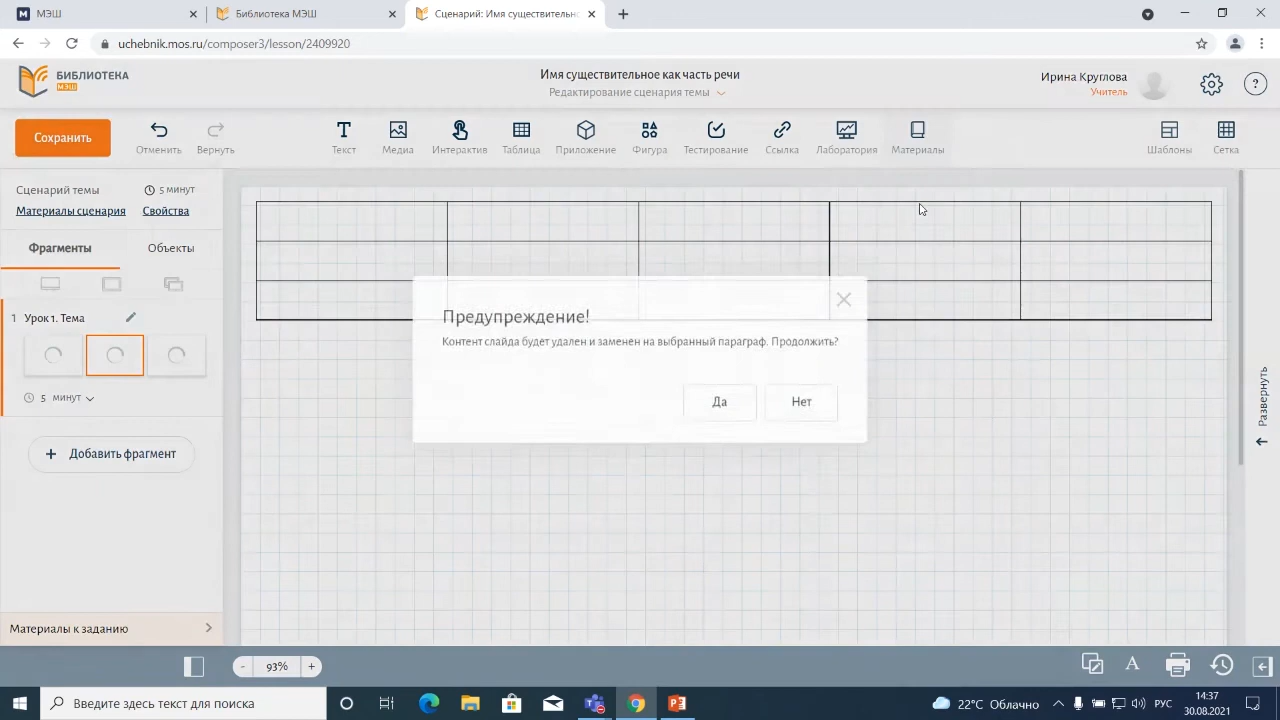 МЭШ
Библиотека МЭШ
Сценарий: Имя существительно
uchebnik.mos.ru/composer3/lesson/2409920
БИБЛИОТЕКА
МЭШ
Имя существительное как часть речи
Редактирование сценария темы
Ирина Круглова
Учитель
?
Сохранить
Отменить
Вернуть
Текст
Медиа
Интерактив
Таблица
Приложение
Фигура
Тестирование
Ссылка
Лаборатория
Материалы
Шаблоны
Сетка
Сценарий темы
5 минут
Материалы сценария
Свойства
Фрагменты
Объекты
1 Урок 1. Тема
5 минут
+ Добавить фрагмент
Материалы к заданию
Предупреждение!
Контент слайда будет удален и заменен на выбранный параграф. Продолжить?
Да
Нет
Развернуть
- 93% +
A
Введите здесь текст для поиска
22°C Облачно
РУС
14:37
30.08.2021